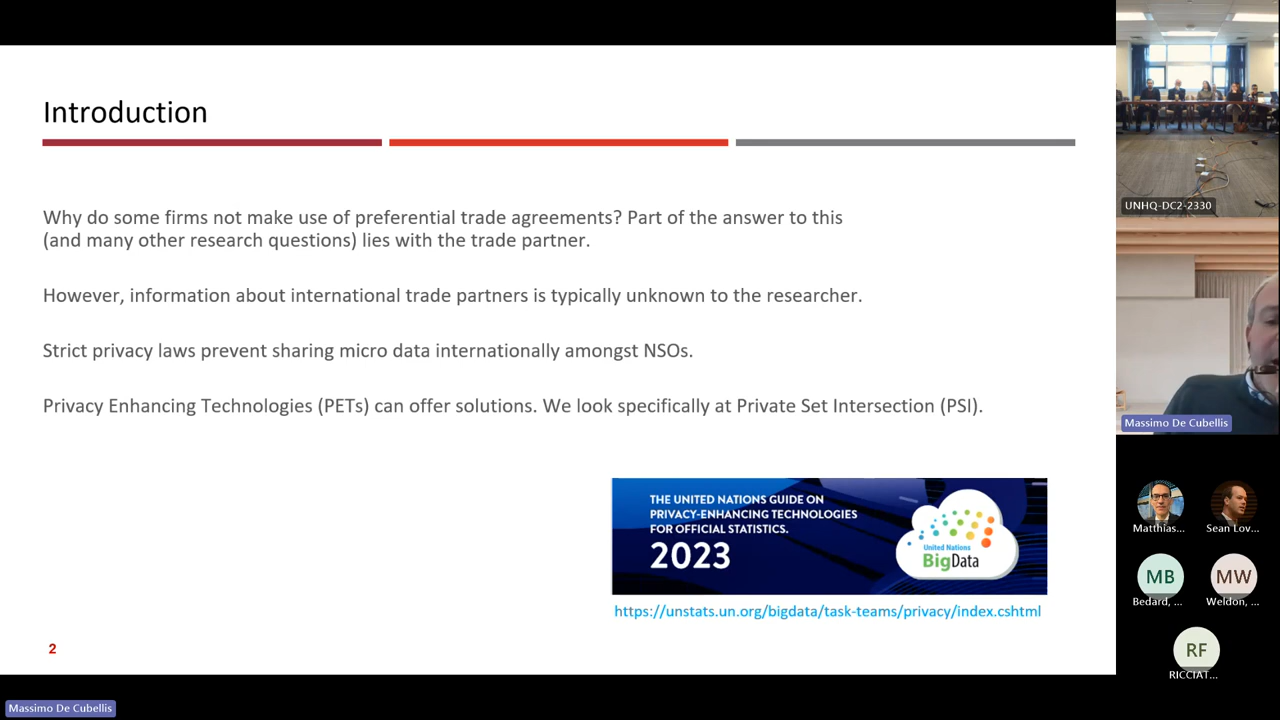 Introduction
Why do some firms not make use of preferential trade agreements? Part of the answer to this
(and many other research questions) lies with the trade partner.
However, information about international trade partners is typically unknown to the researcher.
Strict privacy laws prevent sharing micro data internationally amongst NSOs.
Privacy Enhancing Technologies (PETs) can offer solutions. We look specifically at Private Set Intersection (PSI).
THE UNITED NATIONS GUIDE ON
PRIVACY-ENHANCING TECHNOLOGIES
FOR OFFICIAL STATISTICS.
2023
United Nations
BigData
https://unstats.un.org/bigdata/task-teams/privacy/index.cshtml
2
Massimo De Cubellis
UNHQ-DC2-2330
Massimo De Cubellis
Matthias...
Sean Lov...
MB
Bedard, ...
MW
Weldon, ...
RF
RICCIAT...